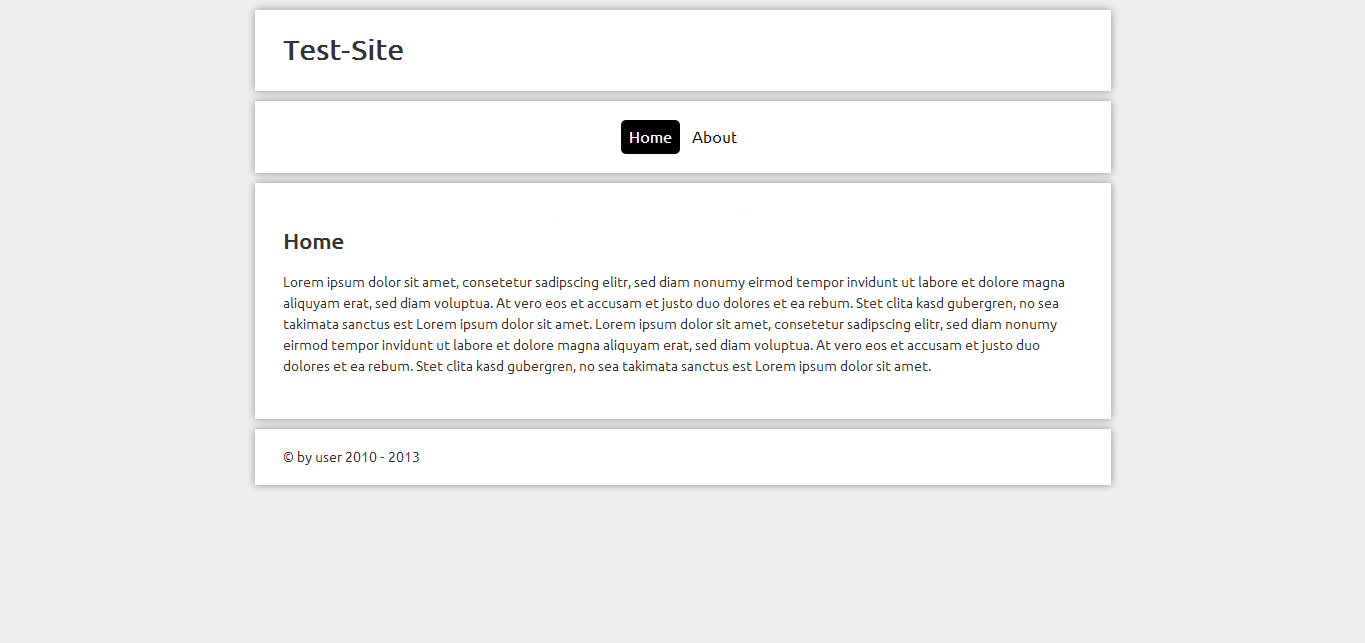 Test-Site
Home About
Home
Lorem ipsum dolor sit amet, consetetur sadipscing elitr, sed diam nonumy eirmod tempor invidunt ut labore et dolore magna
aliquyam erat, sed diam voluptua. At vero eos et accusam et justo duo dolores et ea rebum. Stet clita kasd gubergren, no sea
takimata sanctus est Lorem ipsum dolor sit amet. Lorem ipsum dolor sit amet, consetetur sadipscing elitr, sed diam nonumy
eirmod tempor invidunt ut labore et dolore magna aliquyam erat, sed diam voluptua. At vero eos et accusam et justo duo
dolores et ea rebum. Stet clita kasd gubergren, no sea takimata sanctus est Lorem ipsum dolor sit amet.
© by user 2010 - 2013